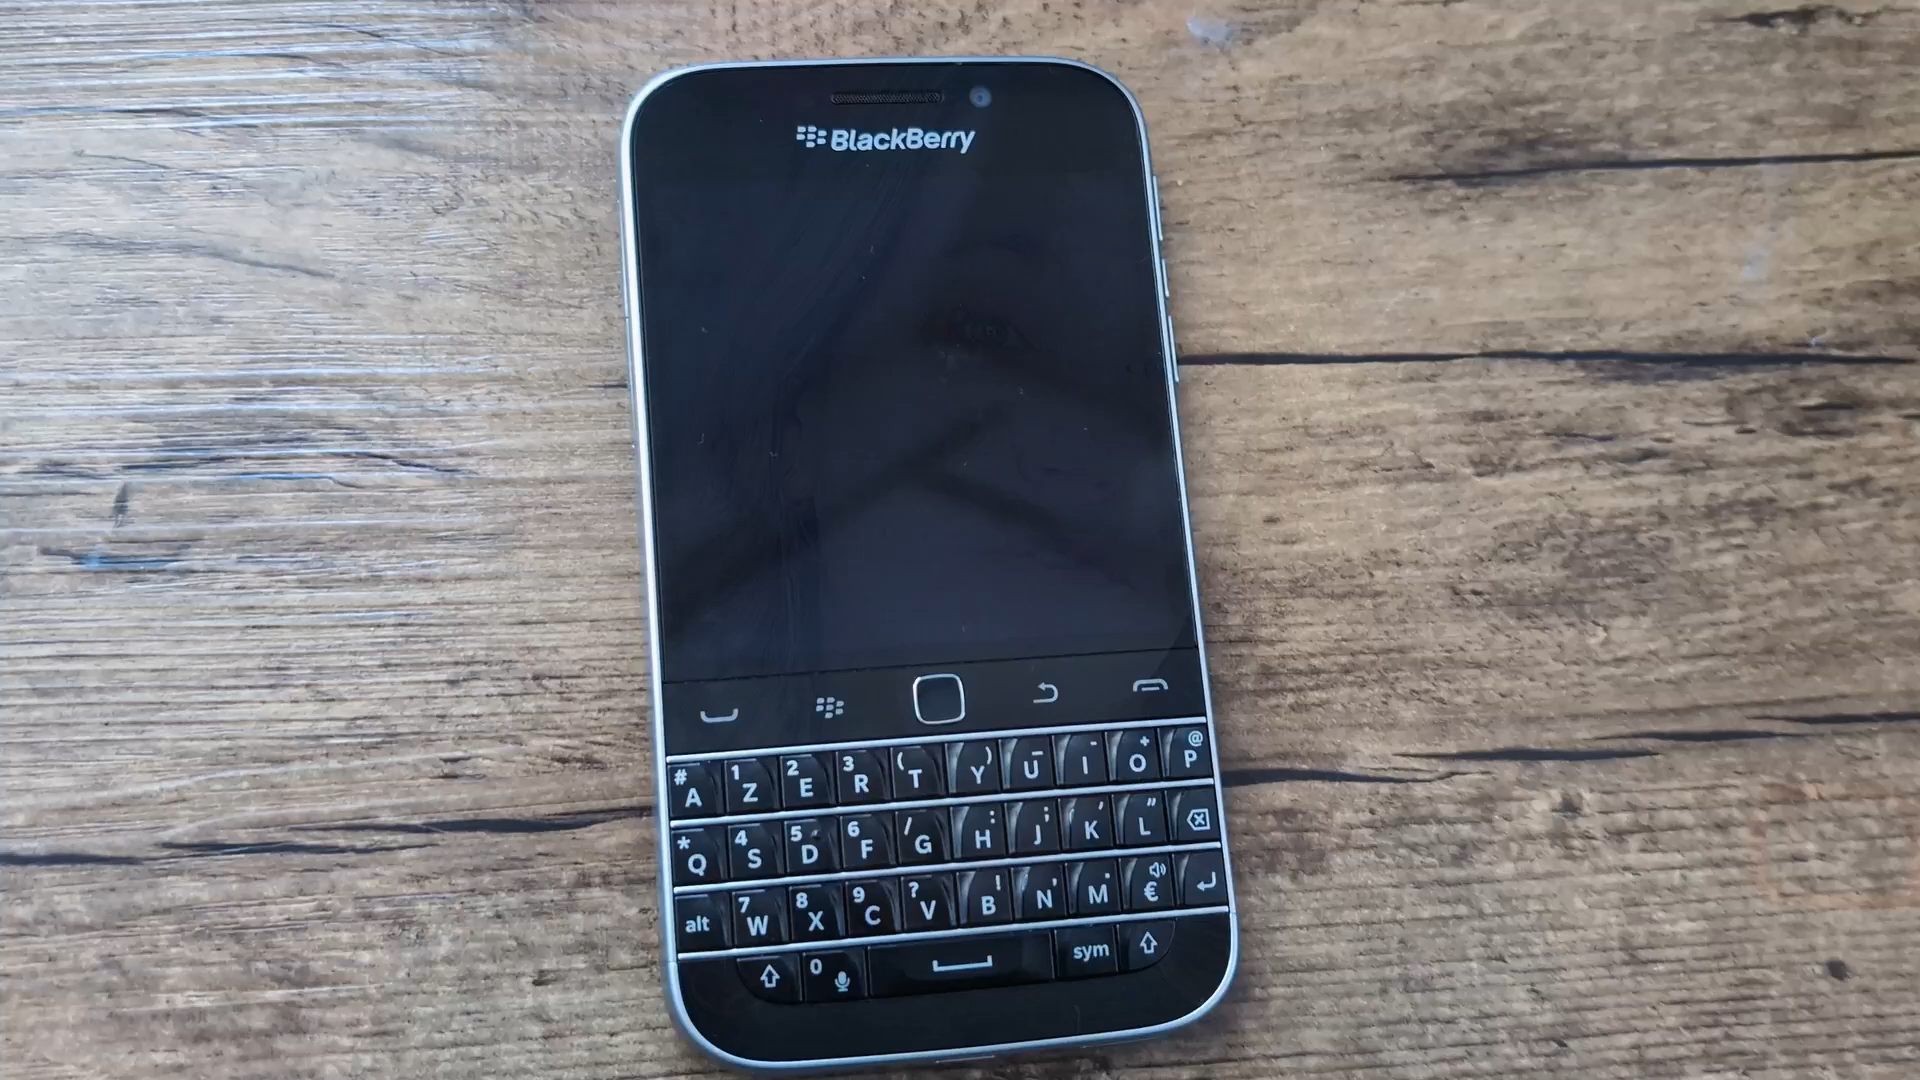 BlackBerry
# A 1 Z 2 E 3 R ( T ) Y _ U - I + O @ P
* Q 4 S 5 D 6 F / G : H ; J ' K " L
alt 7 W 8 X 9 C ? V ! B , N . M €
0 sym